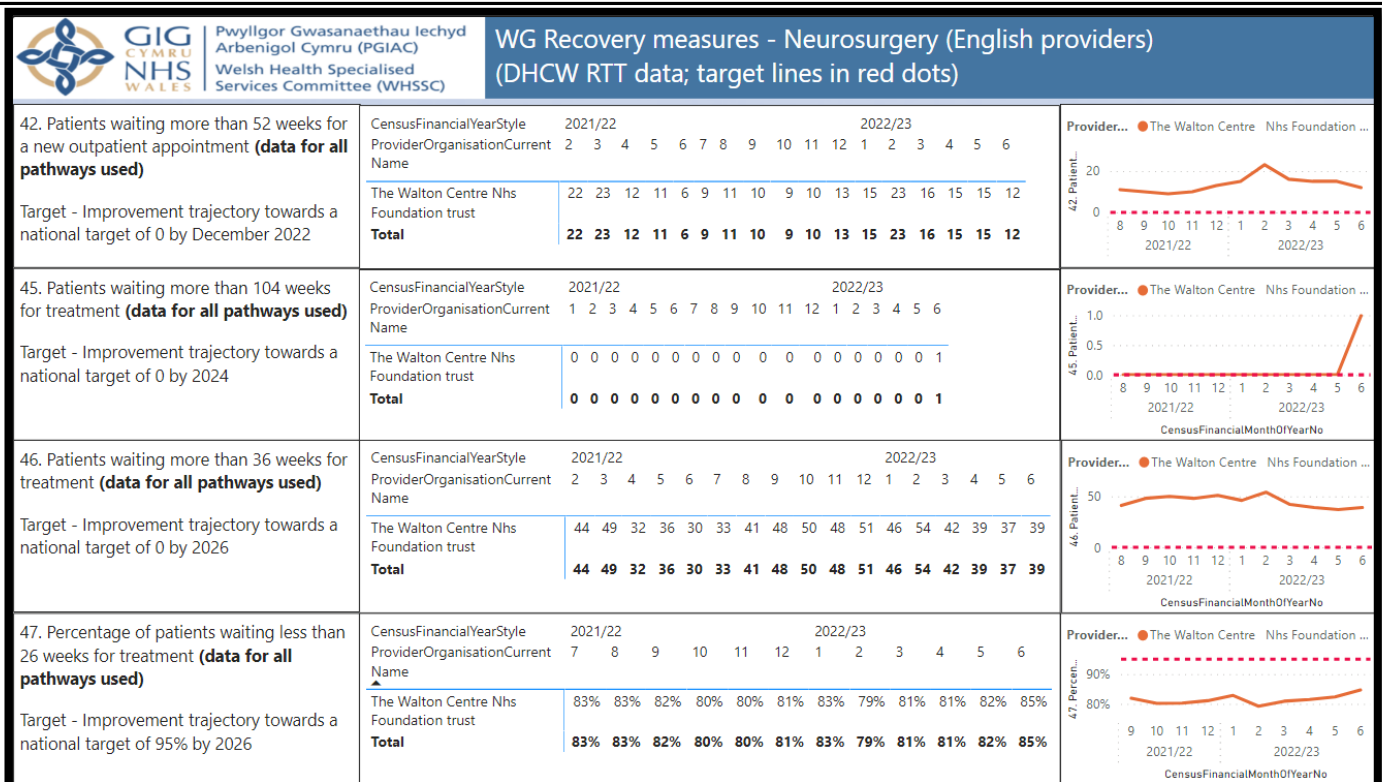 GIG
CYMRU
NHS
WALES
Pwyllgor Gwasanaethau Iechyd
Arbenigol Cymru (PGIAC)
Welsh Health Specialised
Services Committee (WHSSC)
WG Recovery measures - Neurosurgery (English providers)
(DHCW RTT data; target lines in red dots)
42. Patients waiting more than 52 weeks for
a new outpatient appointment (data for all
pathways used)
Target - Improvement trajectory towards a
national target of 0 by December 2022
CensusFinancialYearStyle 2021/22 2022/23
ProviderOrganisationCurrent 2 3 4 5 6 7 8 9 10 11 12 1 2 3 4 5 6
Name
The Walton Centre Nhs 22 23 12 11 6 9 11 10 9 10 13 15 23 16 15 15 12
Foundation trust
Total 22 23 12 11 6 9 11 10 9 10 13 15 23 16 15 15 12
Provider... The Walton Centre Nhs Foundation ...
42. Patient...
20
0
8 9 10 11 12 1 2 3 4 5 6
2021/22 2022/23
45. Patients waiting more than 104 weeks
for treatment (data for all pathways used)
Target - Improvement trajectory towards a
national target of 0 by 2024
CensusFinancialYearStyle 2021/22 2022/23
ProviderOrganisationCurrent 1 2 3 4 5 6 7 8 9 10 11 12 1 2 3 4 5 6
Name
The Walton Centre Nhs 0 0 0 0 0 0 0 0 0 0 0 0 0 0 0 0 0 1
Foundation trust
Total 0 0 0 0 0 0 0 0 0 0 0 0 0 0 0 0 0 1
Provider... The Walton Centre Nhs Foundation ...
45. Patient...
1.0
0.5
0.0
8 9 10 11 12 1 2 3 4 5 6
2021/22 2022/23
CensusFinancialMonthOfYearNo
46. Patients waiting more than 36 weeks for
treatment (data for all pathways used)
Target - Improvement trajectory towards a
national target of 0 by 2026
CensusFinancialYearStyle 2021/22 2022/23
ProviderOrganisationCurrent 2 3 4 5 6 7 8 9 10 11 12 1 2 3 4 5 6
Name
The Walton Centre Nhs 44 49 32 36 30 33 41 48 50 48 51 46 54 42 39 37 39
Foundation trust
Total 44 49 32 36 30 33 41 48 50 48 51 46 54 42 39 37 39
Provider... The Walton Centre Nhs Foundation ...
46. Patient...
50
0
8 9 10 11 12 1 2 3 4 5 6
2021/22 2022/23
CensusFinancialMonthOfYearNo
47. Percentage of patients waiting less than
26 weeks for treatment (data for all
pathways used)
Target - Improvement trajectory towards a
national target of 95% by 2026
CensusFinancialYearStyle 2021/22 2022/23
ProviderOrganisationCurrent 7 8 9 10 11 12 1 2 3 4 5 6
Name
The Walton Centre Nhs 83% 83% 82% 80% 80% 81% 83% 79% 81% 81% 82% 85%
Foundation trust
Total 83% 83% 82% 80% 80% 81% 83% 79% 81% 81% 82% 85%
Provider... The Walton Centre Nhs Foundation ...
47. Percen...
90%
80%
9 10 11 12 1 2 3 4 5 6
2021/22 2022/23
CensusFinancialMonthOfYearNo